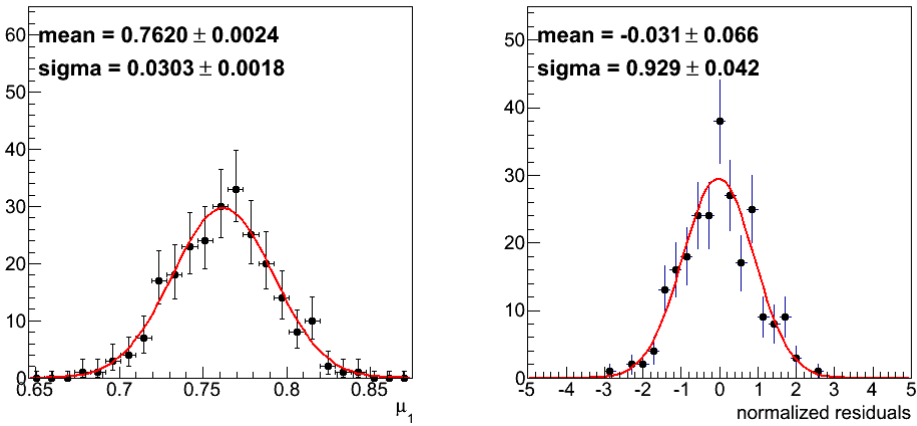 mean = 0.7620 ± 0.0024
sigma = 0.0303 ± 0.0018
60
50
40
30
20
10
0
0.65 0.7 0.75 0.8 0.85
μ1
mean = -0.031 ± 0.066
sigma = 0.929 ± 0.042
50
40
30
20
10
0
-5 -4 -3 -2 -1 0 1 2 3 4 5
normalized residuals